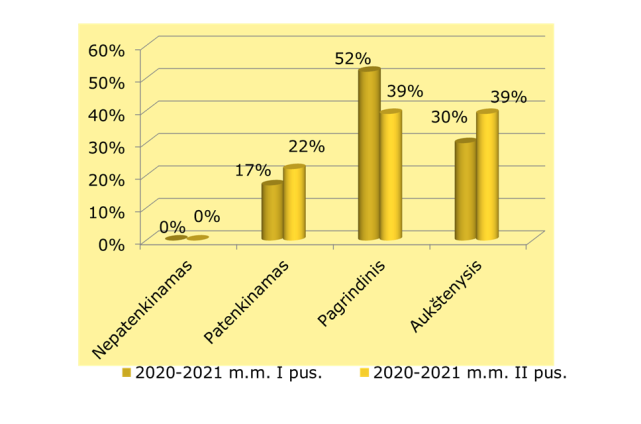 60%
50%
40%
30%
20%
10%
0%
0%
0%
17%
22%
52%
39%
30%
39%
Nepatenkinamas
Patenkinamas
Pagrindinis
Aukštenysis
2020-2021 m.m. I pus.
2020-2021 m.m. II pus.